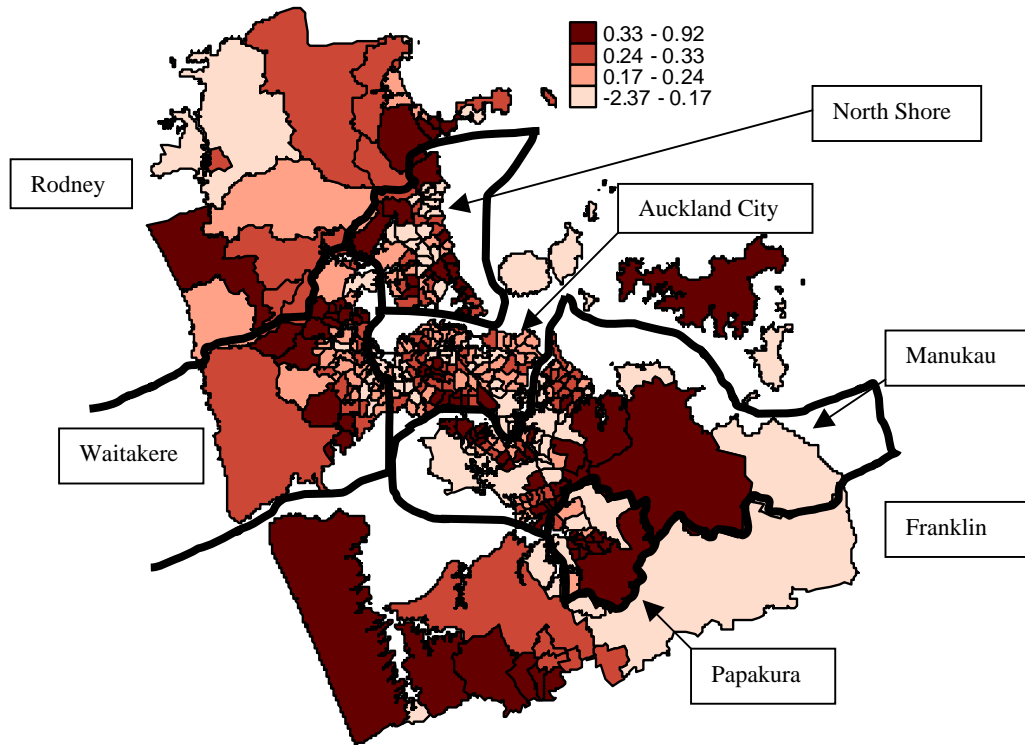 0.33 - 0.92
0.24 - 0.33
0.17 - 0.24
-2.37 - 0.17
North Shore
Rodney
Auckland City
Manukau
Waitakere
Franklin
Papakura